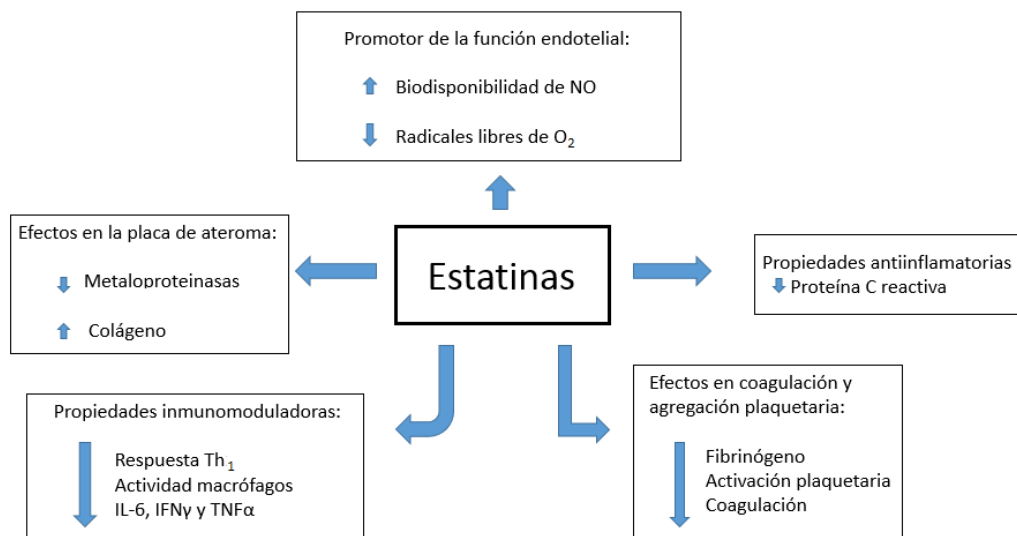 Promotor de la función endotelial:
Biodisponibilidad de NO
Radicales libres de O₂
Efectos en la placa de ateroma:
Metaloproteinasas
Colágeno
Estatinas
Propiedades antiinflamatorias
Proteína C reactiva
Propiedades inmunomoduladoras:
Respuesta Th₁
Actividad macrófagos
IL-6, IFNγ y TNFα
Efectos en coagulación y
agregación plaquetaria:
Fibrinógeno
Activación plaquetaria
Coagulación